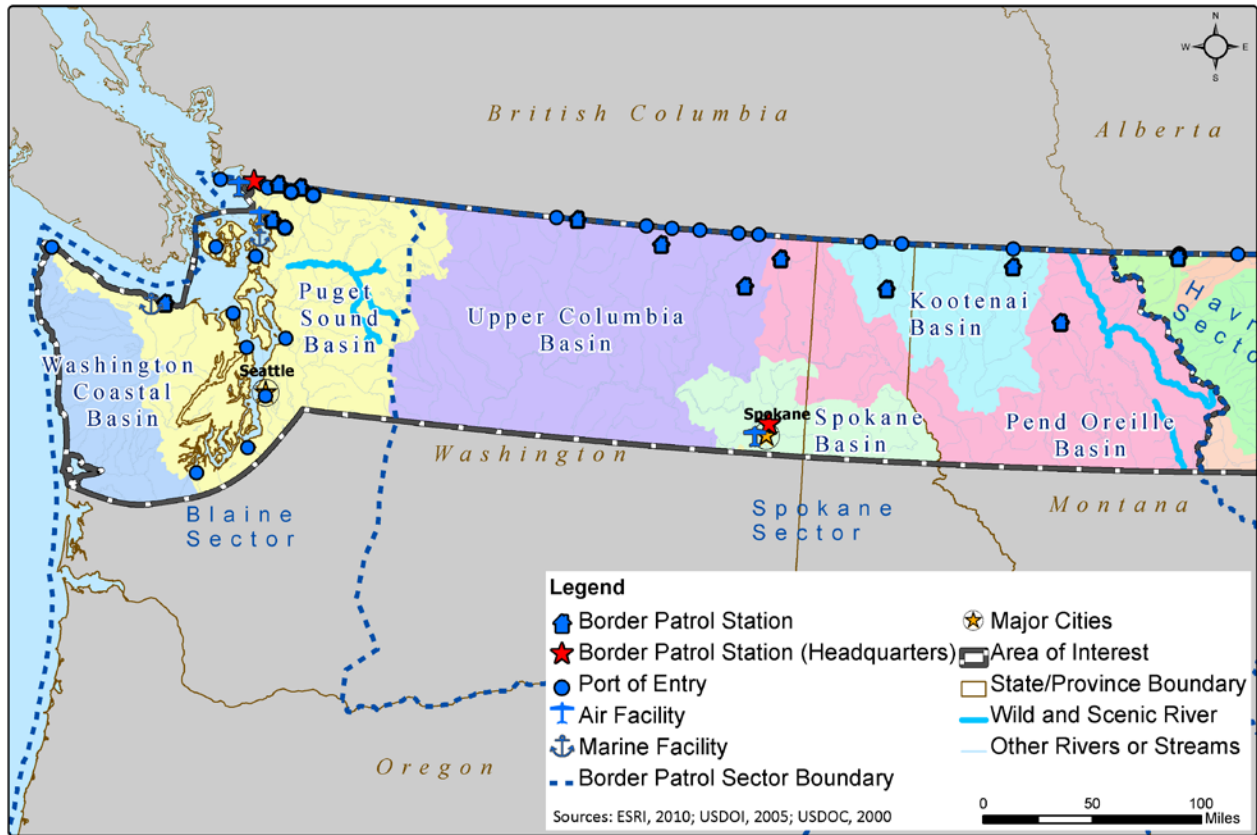 N
W E
S
British Columbia
Alberta
Puget
Sound
Basin
Upper Columbia
Basin
Kootenai
Basin
Havr
Sector
Washington
Coastal
Basin
Seattle
Spokane
Spokane
Basin
Pend Oreille
Basin
Washington
Blaine
Sector
Spokane
Sector
Montana
Oregon
Legend
Border Patrol Station
Border Patrol Station (Headquarters)
Port of Entry
Air Facility
Marine Facility
Border Patrol Sector Boundary
Major Cities
Area of Interest
State/Province Boundary
Wild and Scenic River
Other Rivers or Streams
Sources: ESRI, 2010; USDOI, 2005; USDOC, 2000
0 50 100
Miles